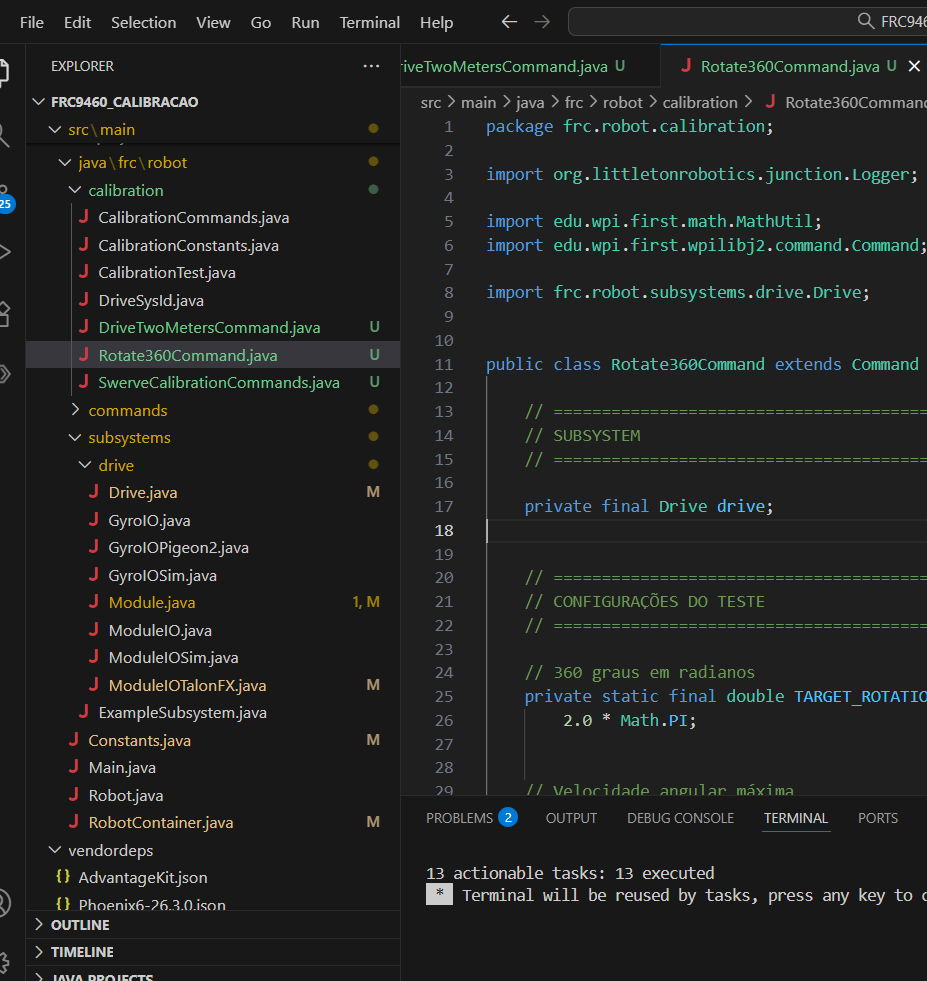 File Edit Selection View Go Run Terminal Help
FRC946
EXPLORER
FRC9460_CALIBRACAO
src\main
java\frc\robot
calibration
CalibrationCommands.java
CalibrationConstants.java
CalibrationTest.java
DriveSysId.java
DriveTwoMetersCommand.java U
Rotate360Command.java U
SwerveCalibrationCommands.java U
commands
subsystems
drive
Drive.java M
GyroIO.java
GyroIOPigeon2.java
GyroIOSim.java
Module.java 1, M
ModuleIO.java
ModuleIOSim.java
ModuleIOTalonFX.java M
ExampleSubsystem.java
Constants.java M
Main.java
Robot.java
RobotContainer.java M
vendordeps
{} AdvantageKit.json
{} Phoenix6-26.3.0.json
OUTLINE
TIMELINE
JAVA PROJECTS
25
riveTwoMetersCommand.java U
Rotate360Command.java U
src > main > java > frc > robot > calibration > Rotate360Command
1 package frc.robot.calibration;
2
3 import org.littletonrobotics.junction.Logger;
4
5 import edu.wpi.first.math.MathUtil;
6 import edu.wpi.first.wpilibj2.command.Command;
7
8 import frc.robot.subsystems.drive.Drive;
9
10
11 public class Rotate360Command extends Command
12
13 // =======================================
14 // SUBSYSTEM
15 // =======================================
16
17 private final Drive drive;
18
19
20 // =======================================
21 // CONFIGURAÇÕES DO TESTE
22 // =======================================
23
24 // 360 graus em radianos
25 private static final double TARGET_ROTATIO
26 2.0 * Math.PI;
27
28
29 // Velocidade angular máxima
PROBLEMS 2 OUTPUT DEBUG CONSOLE TERMINAL PORTS
13 actionable tasks: 13 executed
* Terminal will be reused by tasks, press any key to c